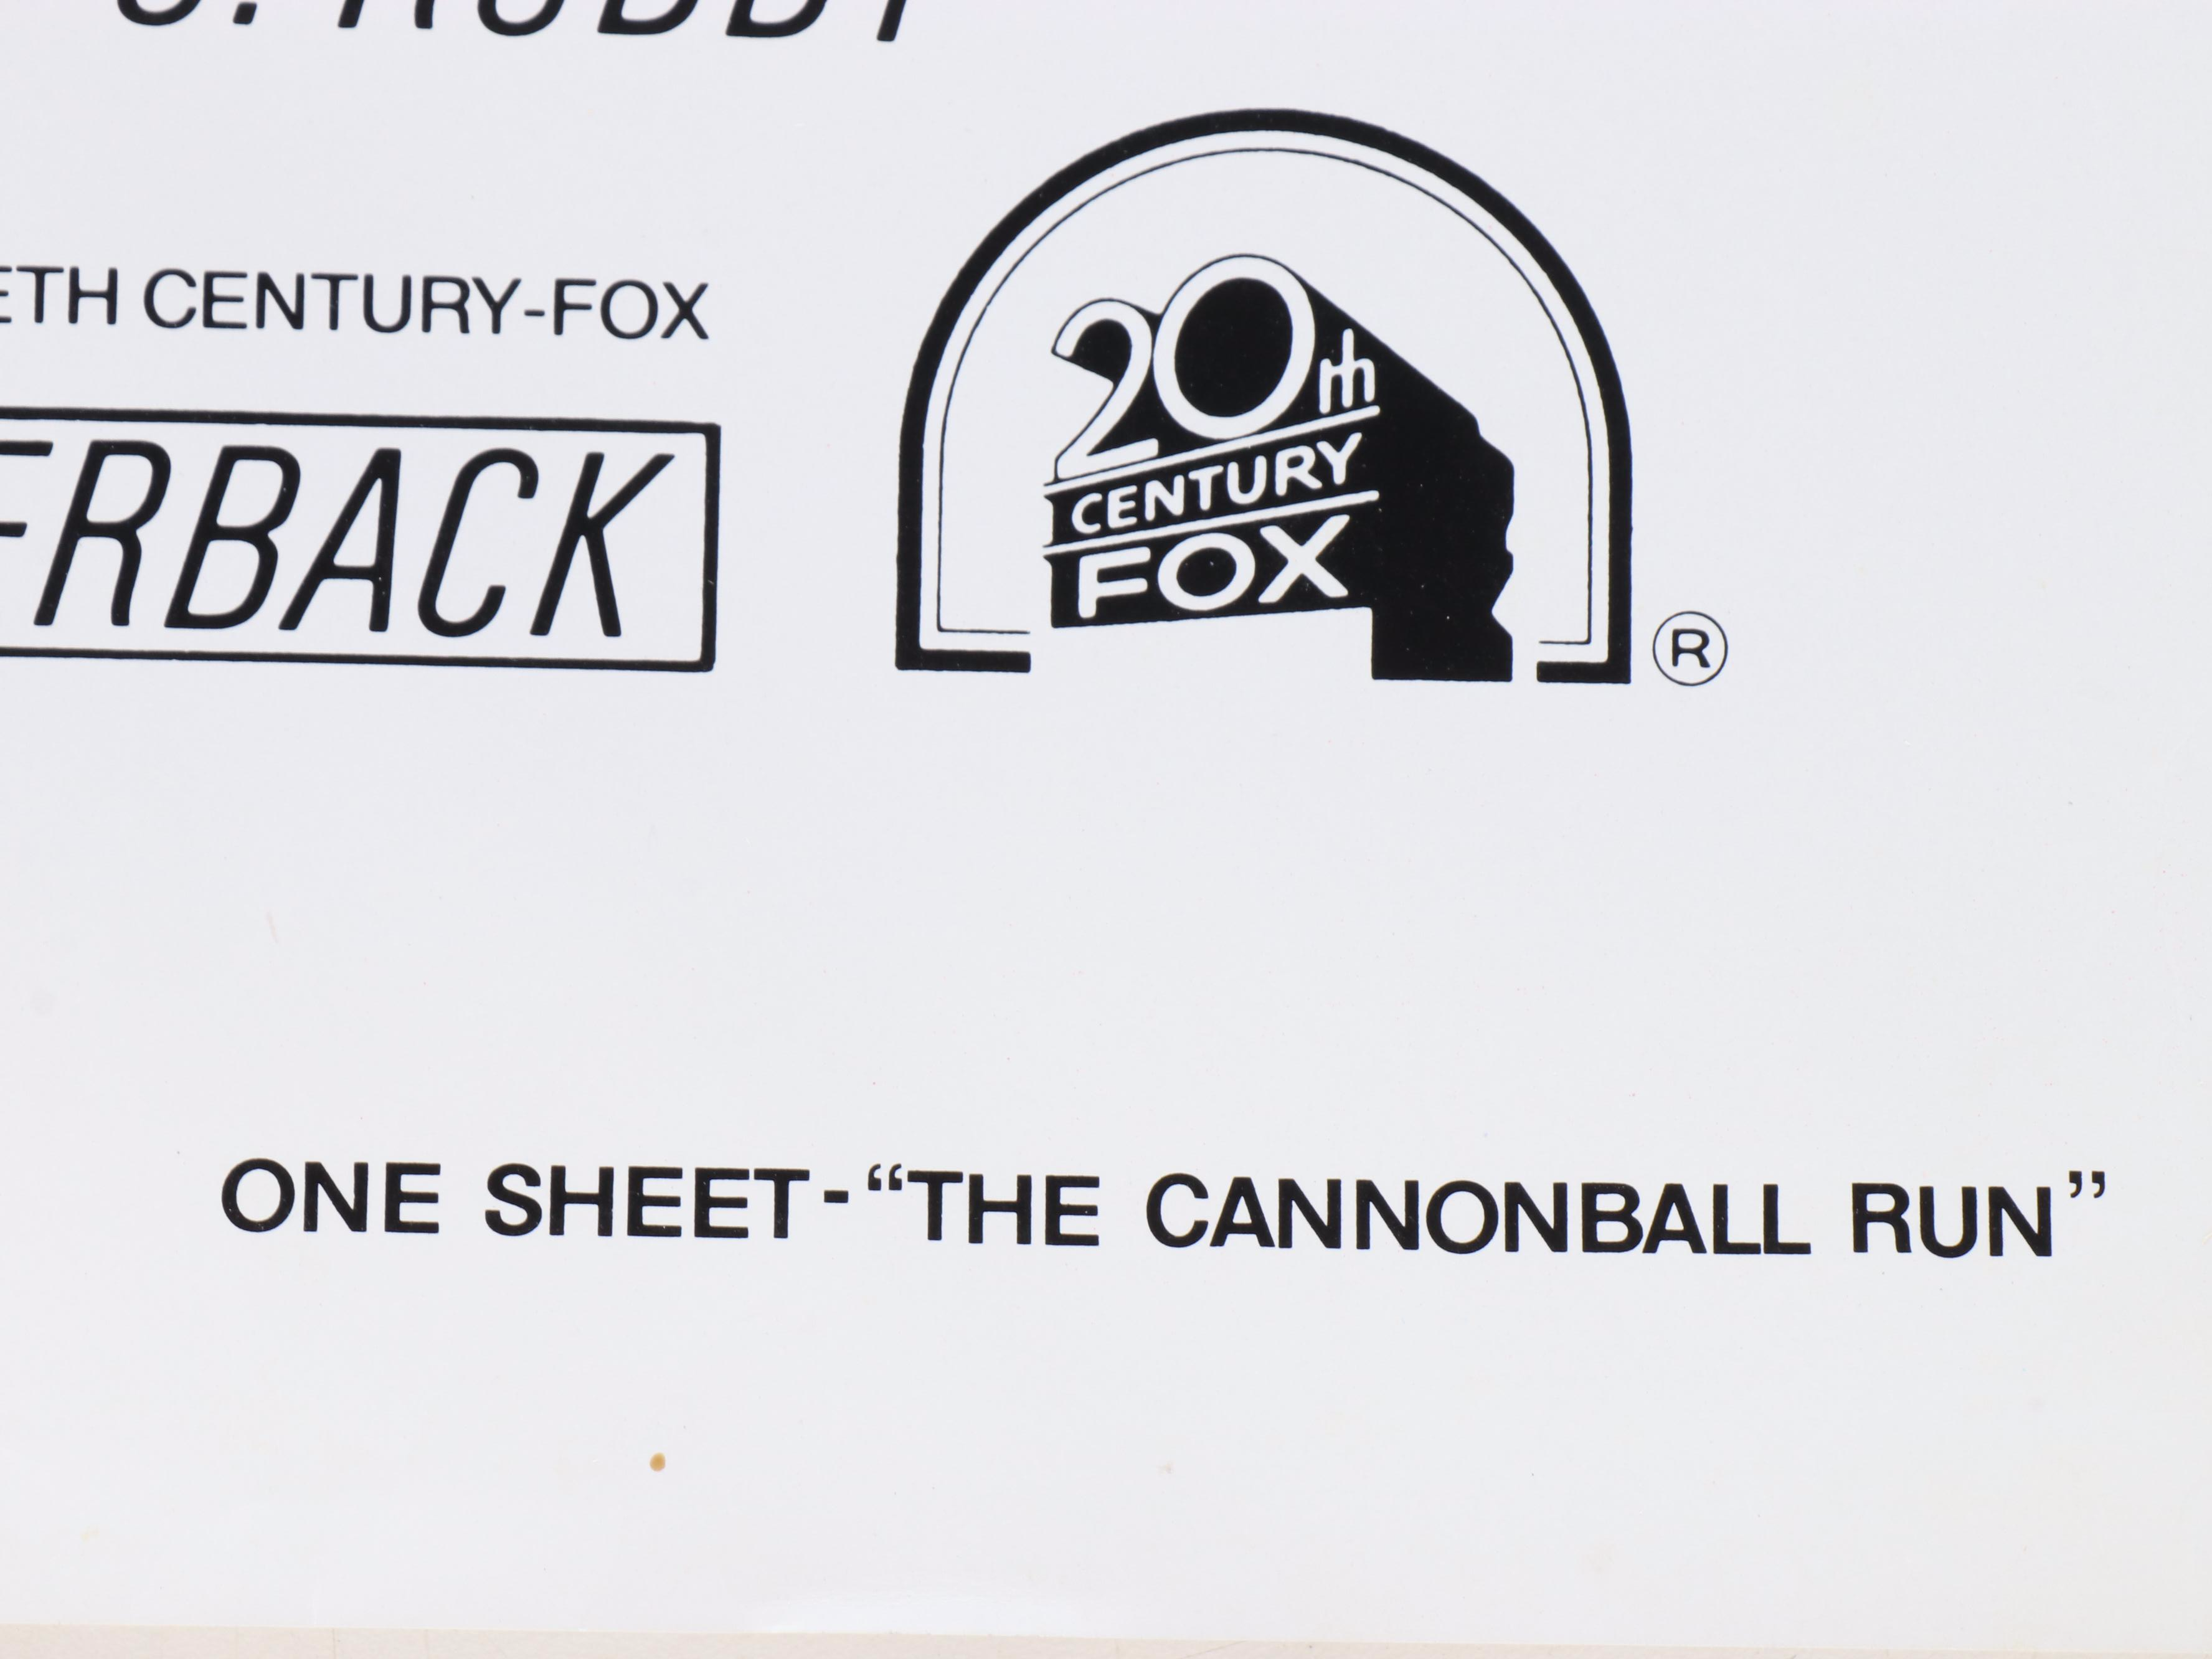 ETH CENTURY-FOX
ERBACK
20th
CENTURY
FOX
®
ONE SHEET-“THE CANNONBALL RUN”